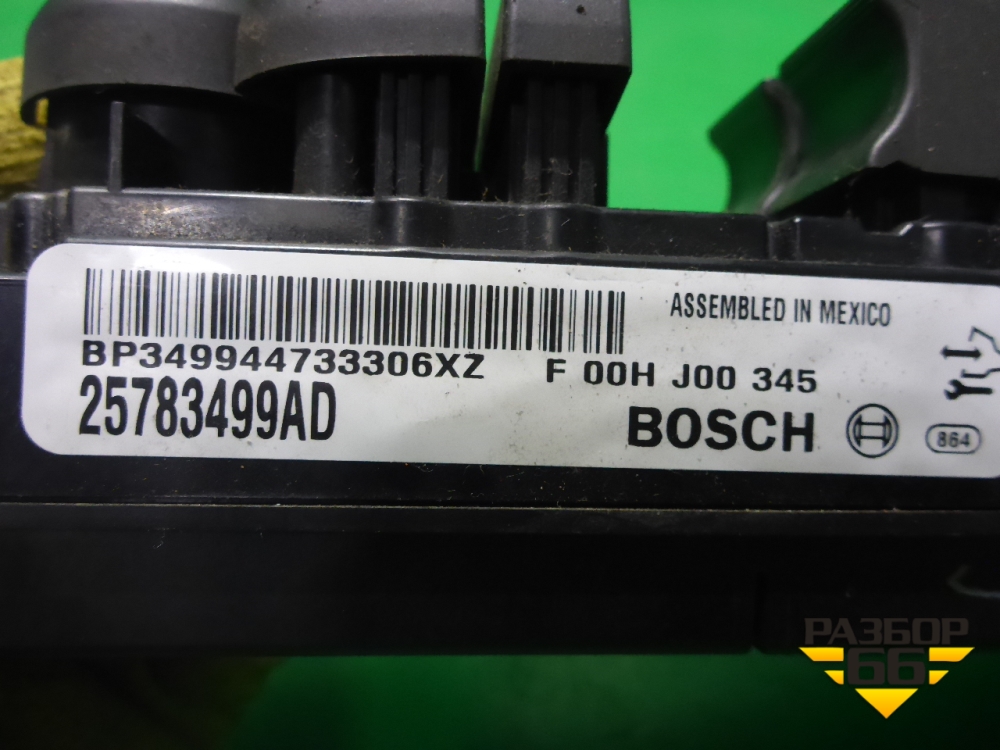 ASSEMBLED IN MEXICO
BP349944733306XZ F 00H J00 345
25783499AD BOSCH 864
РАЗБОР
66